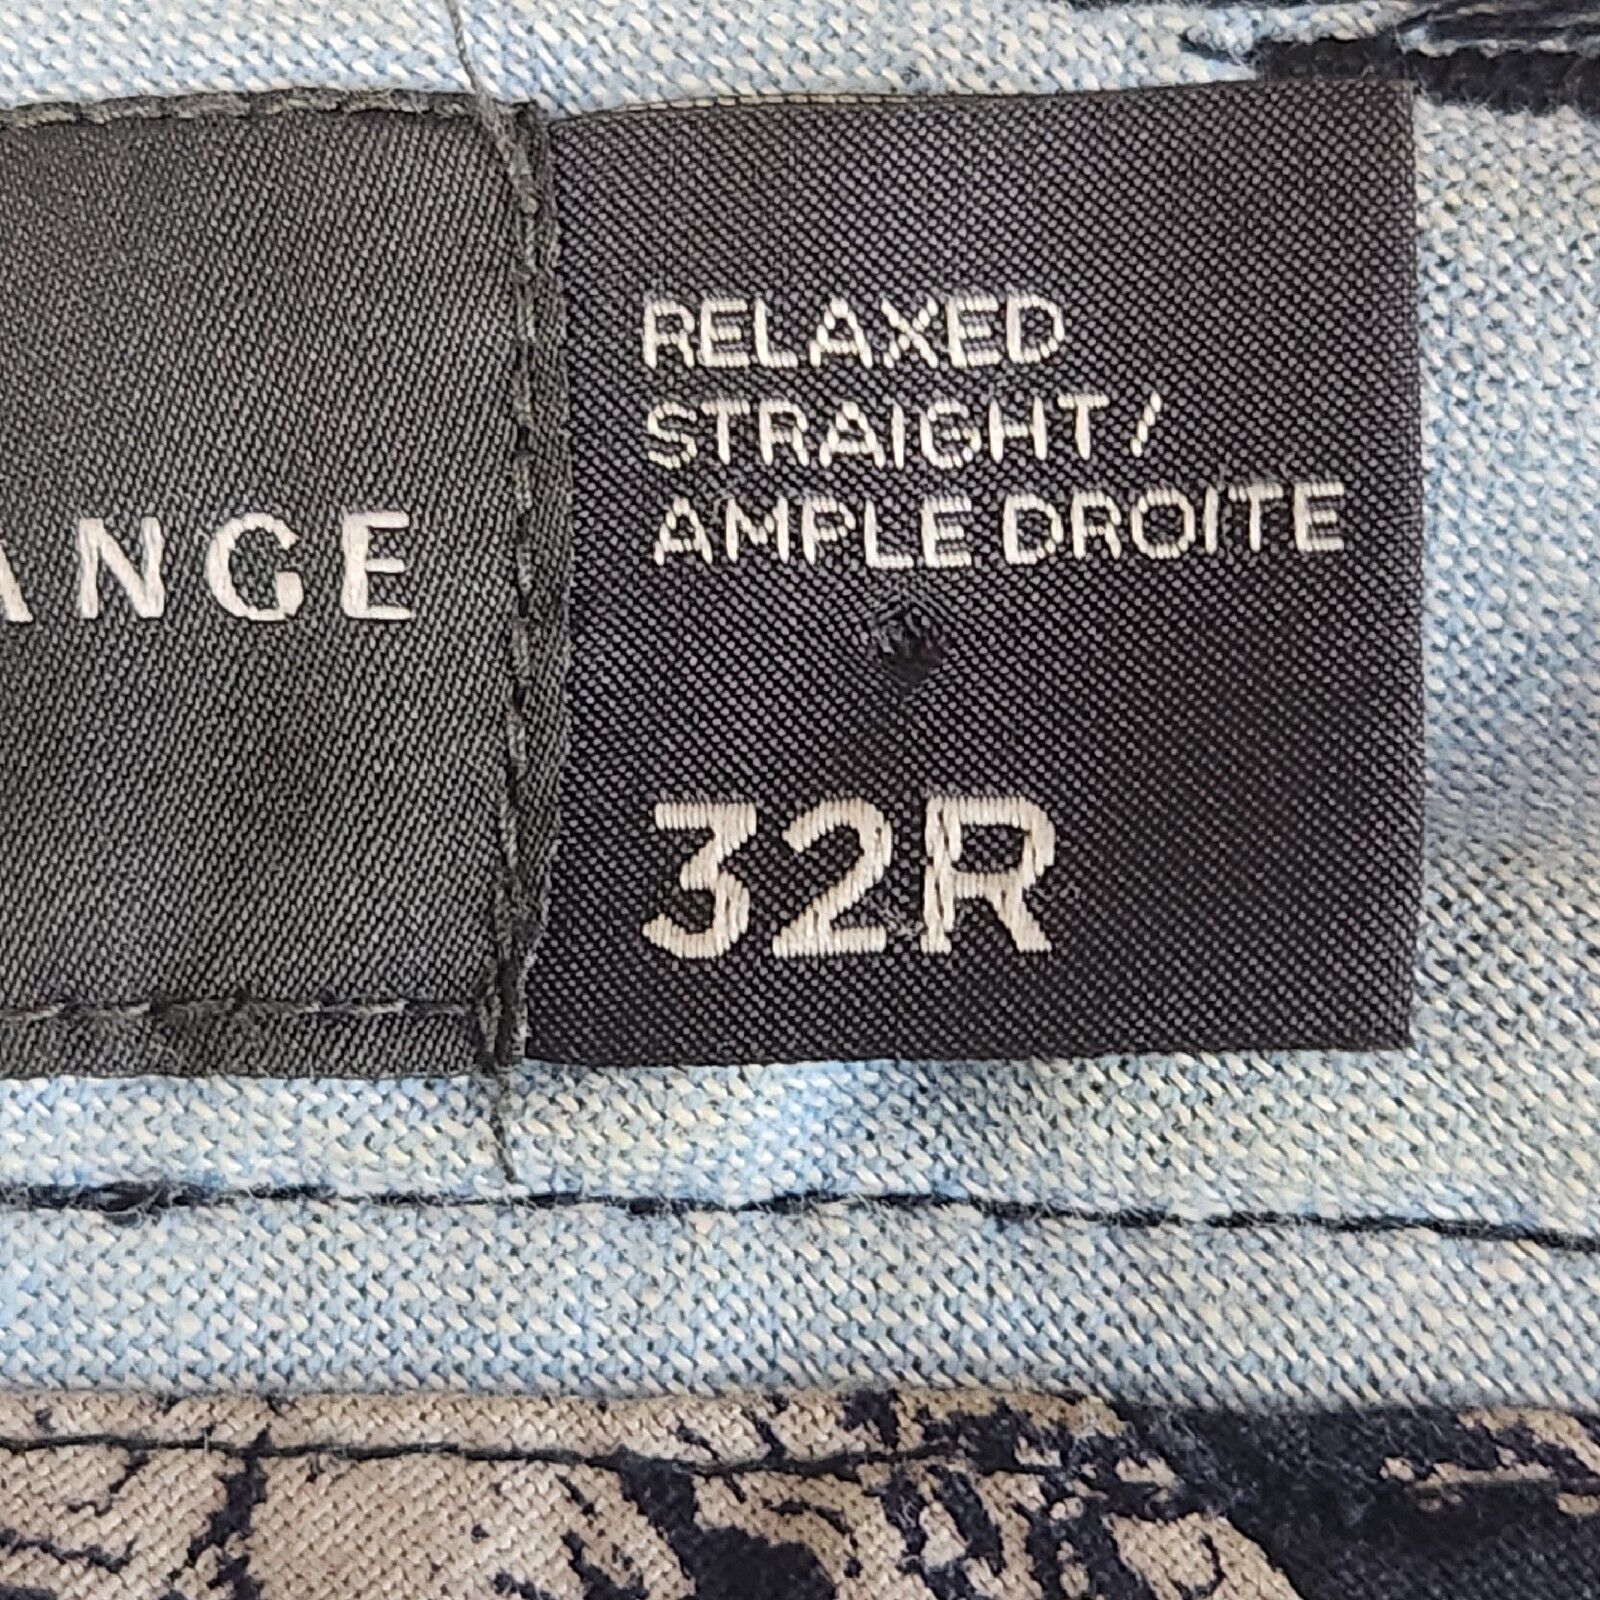 ANGE
RELAXED
STRAIGHT/
AMPLE DROITE
32R